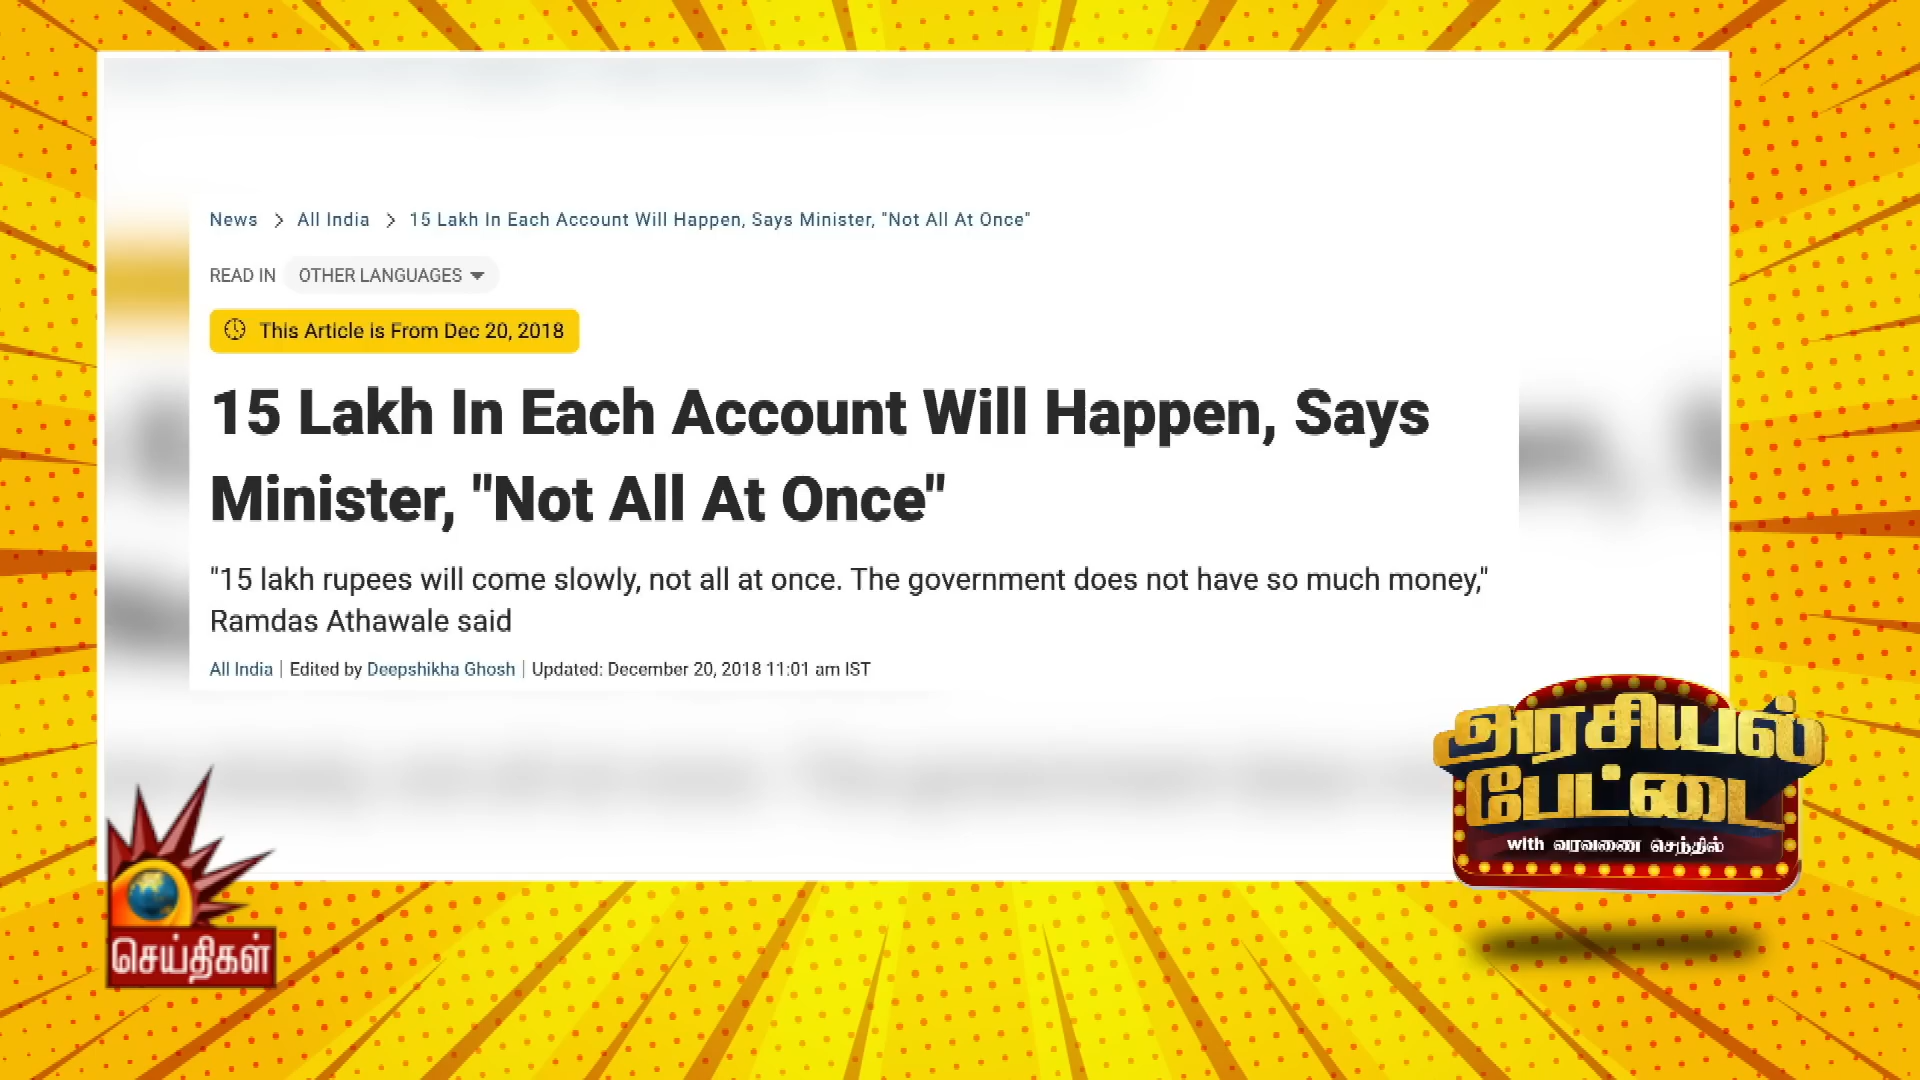 News > All India > 15 Lakh In Each Account Will Happen, Says Minister, "Not All At Once"
READ IN OTHER LANGUAGES
This Article is From Dec 20, 2018
15 Lakh In Each Account Will Happen, Says
Minister, "Not All At Once"
"15 lakh rupees will come slowly, not all at once. The government does not have so much money,"
Ramdas Athawale said
All India | Edited by Deepshikha Ghosh | Updated: December 20, 2018 11:01 am IST
அரசியல்
பேட்டை
with வரவணை செந்தில்
செய்திகள்